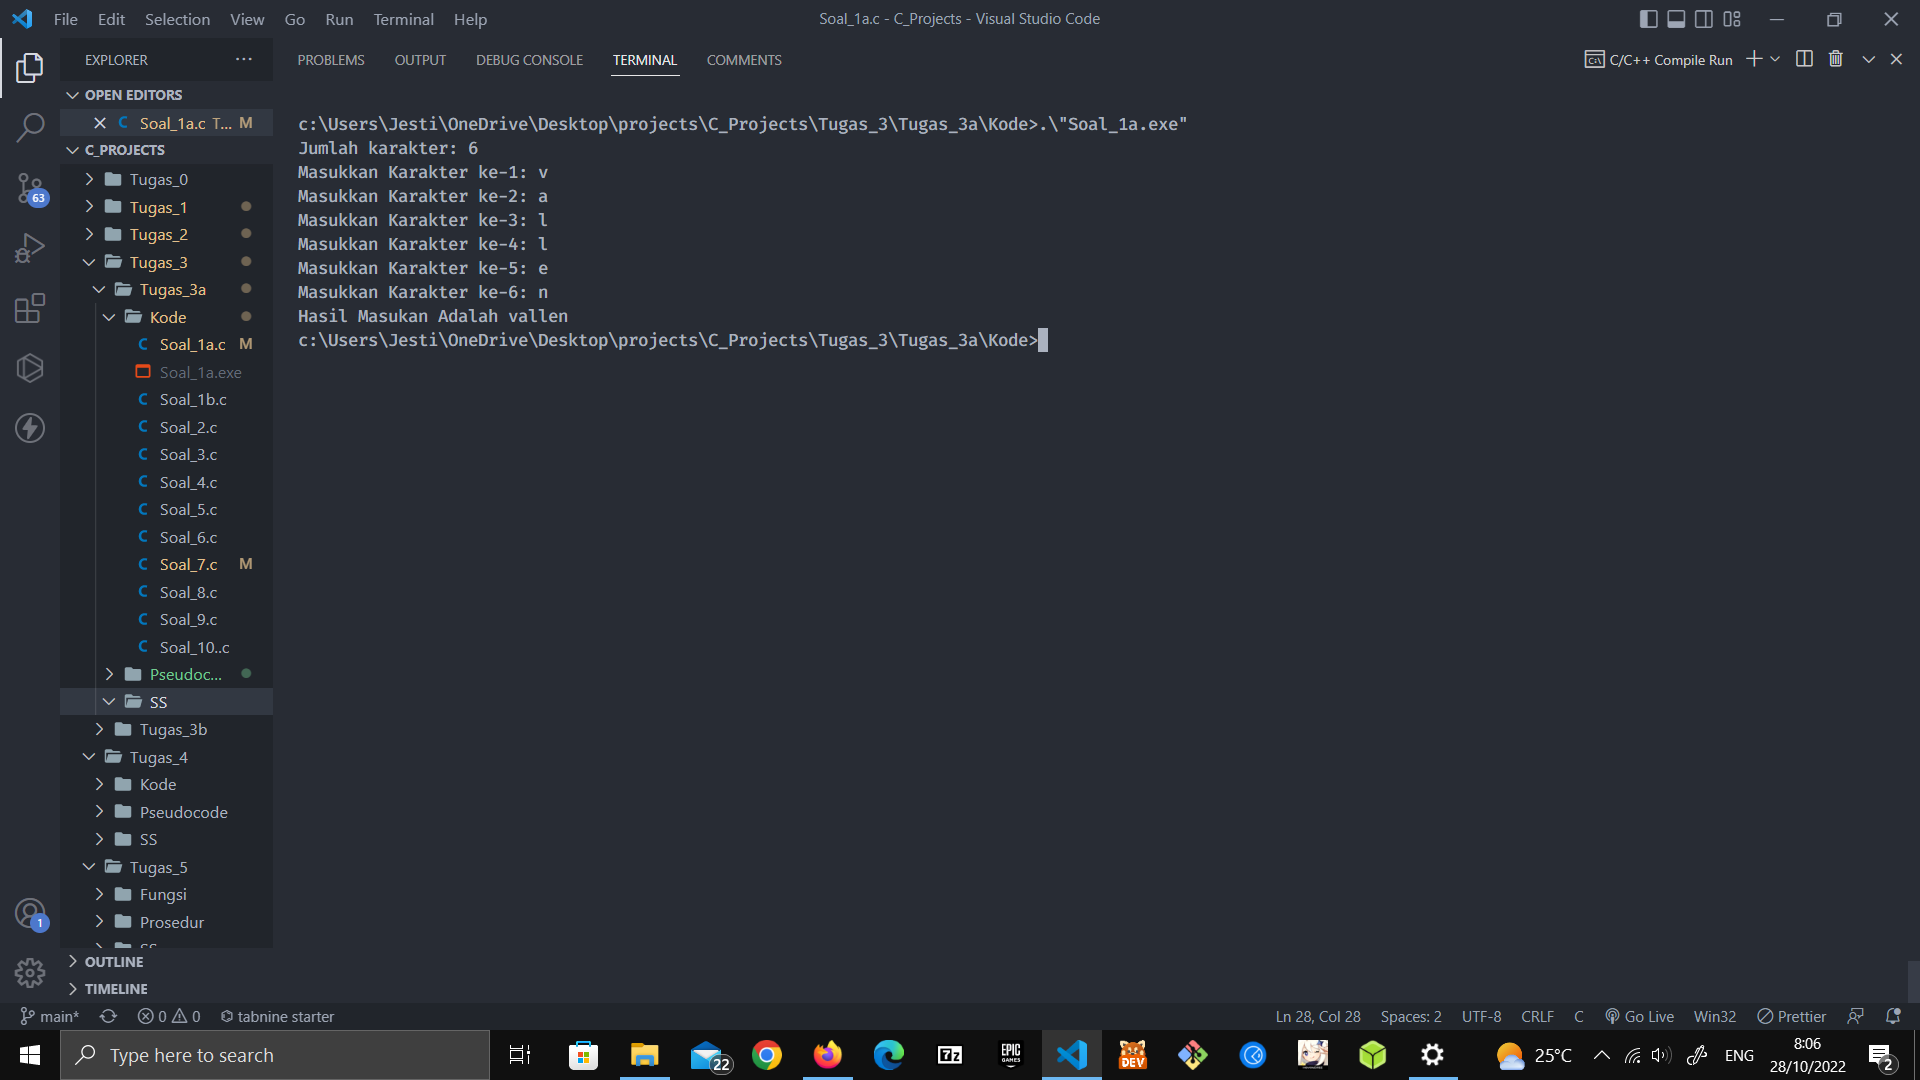 File Edit Selection View Go Run Terminal Help
Soal_1a.c - C_Projects - Visual Studio Code
EXPLORER
OPEN EDITORS
Soal_1a.c T... M
C_PROJECTS
Tugas_0
Tugas_1
Tugas_2
Tugas_3
Tugas_3a
Kode
Soal_1a.c M
Soal_1a.exe
Soal_1b.c
Soal_2.c
Soal_3.c
Soal_4.c
Soal_5.c
Soal_6.c
Soal_7.c M
Soal_8.c
Soal_9.c
Soal_10..c
Pseudoc...
SS
Tugas_3b
Tugas_4
Kode
Pseudocode
SS
Tugas_5
Fungsi
Prosedur
SS
OUTLINE
TIMELINE
63
1
PROBLEMS OUTPUT DEBUG CONSOLE TERMINAL COMMENTS
C/C++ Compile Run
c:\Users\Jesti\OneDrive\Desktop\projects\C_Projects\Tugas_3\Tugas_3a\Kode>.\"Soal_1a.exe"
Jumlah karakter: 6
Masukkan Karakter ke-1: v
Masukkan Karakter ke-2: a
Masukkan Karakter ke-3: l
Masukkan Karakter ke-4: l
Masukkan Karakter ke-5: e
Masukkan Karakter ke-6: n
Hasil Masukan Adalah vallen
c:\Users\Jesti\OneDrive\Desktop\projects\C_Projects\Tugas_3\Tugas_3a\Kode>
main* 0 0 tabnine starter
Ln 28, Col 28 Spaces: 2 UTF-8 CRLF C Go Live Win32 Prettier
Type here to search
22
7z
EPIC GAMES
DEV
25°C
ENG
8:06
28/10/2022
2